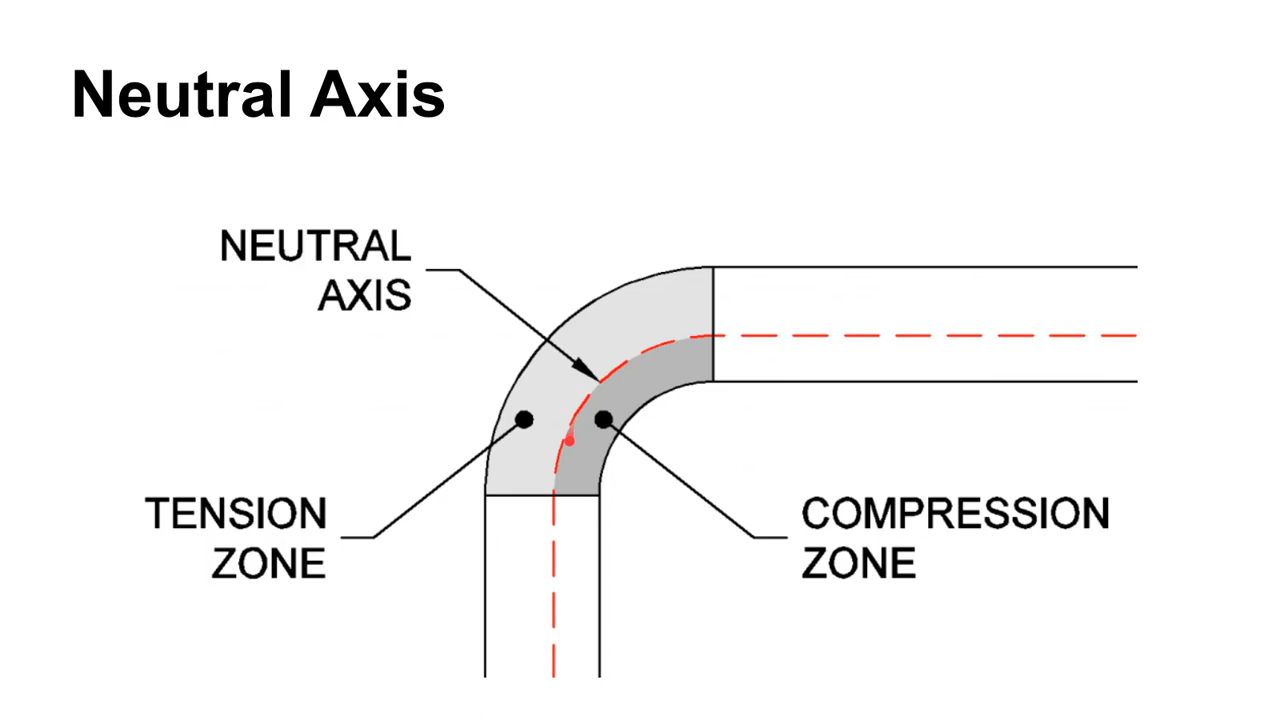 Neutral Axis
NEUTRAL
AXIS
TENSION
ZONE
COMPRESSION
ZONE